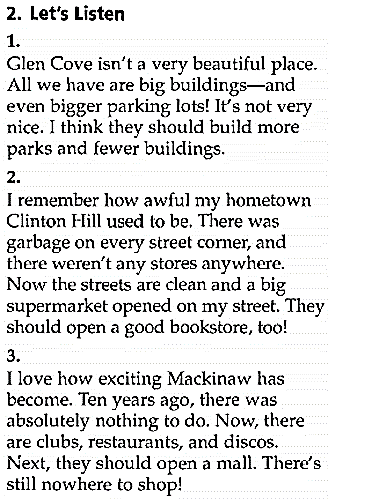 2. Let's Listen
1.
Glen Cove isn't a very beautiful place.
All we have are big buildings—and
even bigger parking lots! It's not very
nice. I think they should build more
parks and fewer buildings.
2.
I remember how awful my hometown
Clinton Hill used to be. There was
garbage on every street corner, and
there weren't any stores anywhere.
Now the streets are clean and a big
supermarket opened on my street. They
should open a good bookstore, too!
3.
I love how exciting Mackinaw has
become. Ten years ago, there was
absolutely nothing to do. Now, there
are clubs, restaurants, and discos.
Next, they should open a mall. There's
still nowhere to shop!